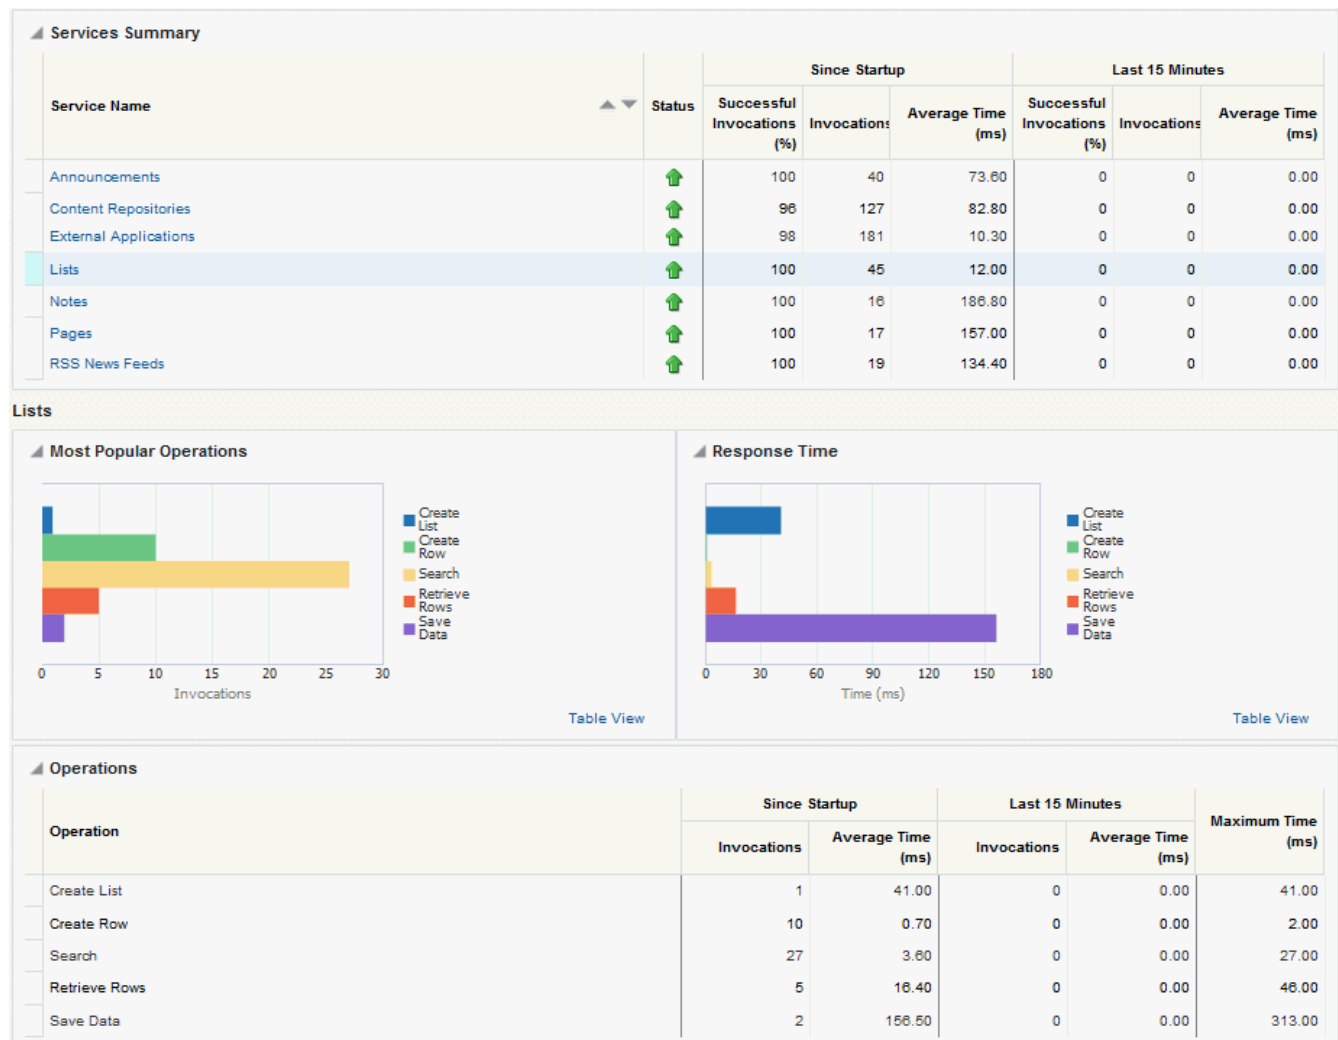 Services Summary
Since Startup Last 15 Minutes
Service Name Status Successful Invocations (%) Invocations Average Time (ms) Successful Invocations (%) Invocations Average Time (ms)
Announcements 100 40 73.60 0 0 0.00
Content Repositories 96 127 82.80 0 0 0.00
External Applications 98 181 10.30 0 0 0.00
Lists 100 45 12.00 0 0 0.00
Notes 100 16 186.80 0 0 0.00
Pages 100 17 157.00 0 0 0.00
RSS News Feeds 100 19 134.40 0 0 0.00
Lists
Most Popular Operations
Create
List
Create
Row
Search
Retrieve
Rows
Save
Data
0 5 10 15 20 25 30
Invocations
Table View
Response Time
Create
List
Create
Row
Search
Retrieve
Rows
Save
Data
0 30 60 90 120 150 180
Time (ms)
Table View
Operations
Since Startup Last 15 Minutes
Operation Invocations Average Time (ms) Invocations Average Time (ms) Maximum Time (ms)
Create List 1 41.00 0 0.00 41.00
Create Row 10 0.70 0 0.00 2.00
Search 27 3.60 0 0.00 27.00
Retrieve Rows 5 16.40 0 0.00 46.00
Save Data 2 156.50 0 0.00 313.00